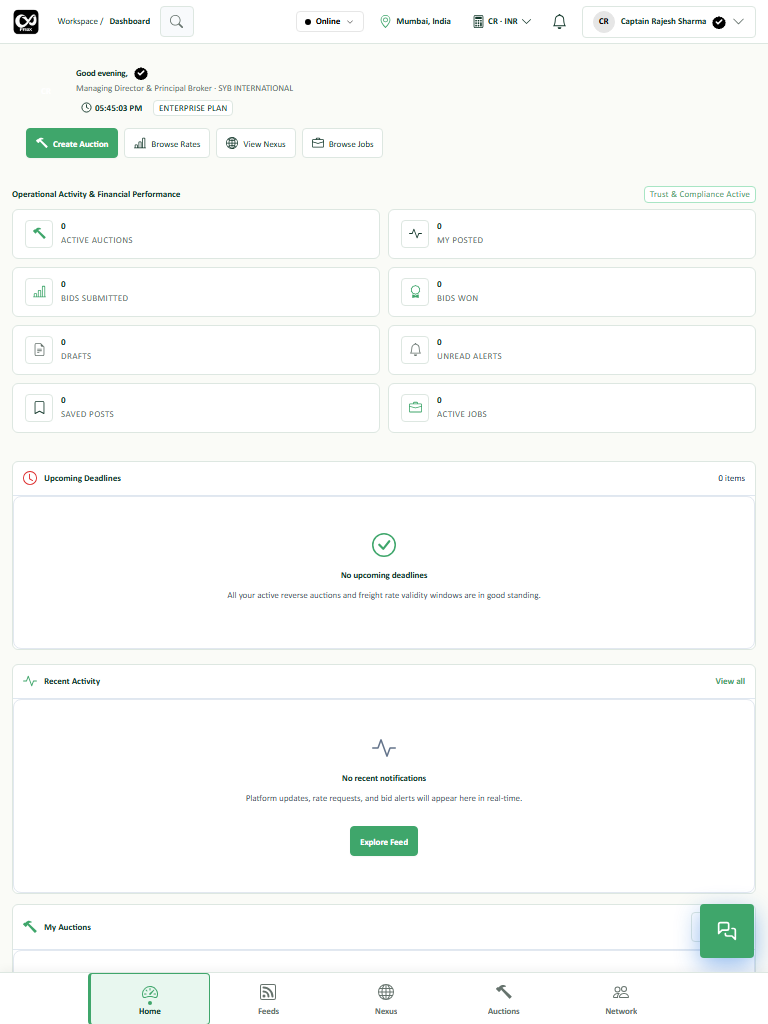 Pnex
Workspace / Dashboard
Online
Mumbai, India
CR · INR
CR
Captain Rajesh Sharma
Good evening,
Managing Director & Principal Broker · SYB INTERNATIONAL
05:45:03 PM
ENTERPRISE PLAN
Create Auction
Browse Rates
View Nexus
Browse Jobs
Operational Activity & Financial Performance
Trust & Compliance Active
0
ACTIVE AUCTIONS
0
MY POSTED
0
BIDS SUBMITTED
0
BIDS WON
0
DRAFTS
0
UNREAD ALERTS
0
SAVED POSTS
0
ACTIVE JOBS
Upcoming Deadlines
0 items
No upcoming deadlines
All your active reverse auctions and freight rate validity windows are in good standing.
Recent Activity
View all
No recent notifications
Platform updates, rate requests, and bid alerts will appear here in real-time.
Explore Feed
My Auctions
Home
Feeds
Nexus
Auctions
Network